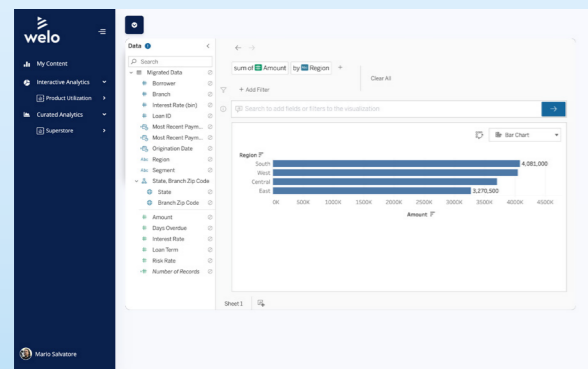 welo
My Content
Interactive Analytics
Product Utilization
Curated Analytics
Superstore
Mario Salvatore
Data
Search
Migrated Data
Borrower
Branch
Interest Rate (bin)
Loan ID
Most Recent Paym...
Most Recent Paym...
Origination Date
Abc Region
Abc Segment
State, Branch Zip Code
State
Branch Zip Code
Amount
Days Overdue
Interest Rate
Loan Term
Risk Rate
Number of Records
sum of Amount by Region +
Clear All
+ Add Filter
Search to add fields or filters to the visualization
Bar Chart
Region
South 4,081,000
West
Central
East 3,270,500
0K 500K 1000K 1500K 2000K 2500K 3000K 3500K 4000K 4500K
Amount
Sheet 1